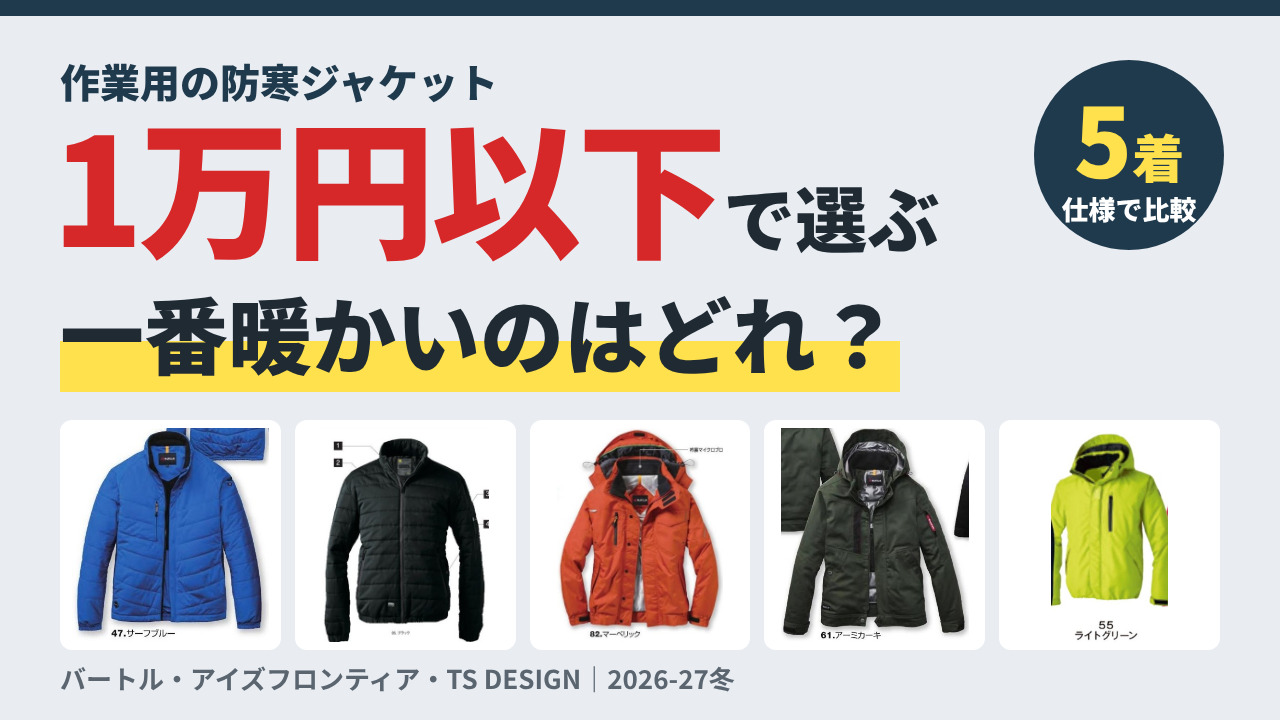 作業用の防寒ジャケット
1万円以下で選ぶ
一番暖かいのはどれ？
5着
仕様で比較
47.サーフブルー
1
2
82.マーベリック
61.アーミカーキ
55
ライトグリーン
バートル・アイズフロンティア・TS DESIGN｜2026-27冬